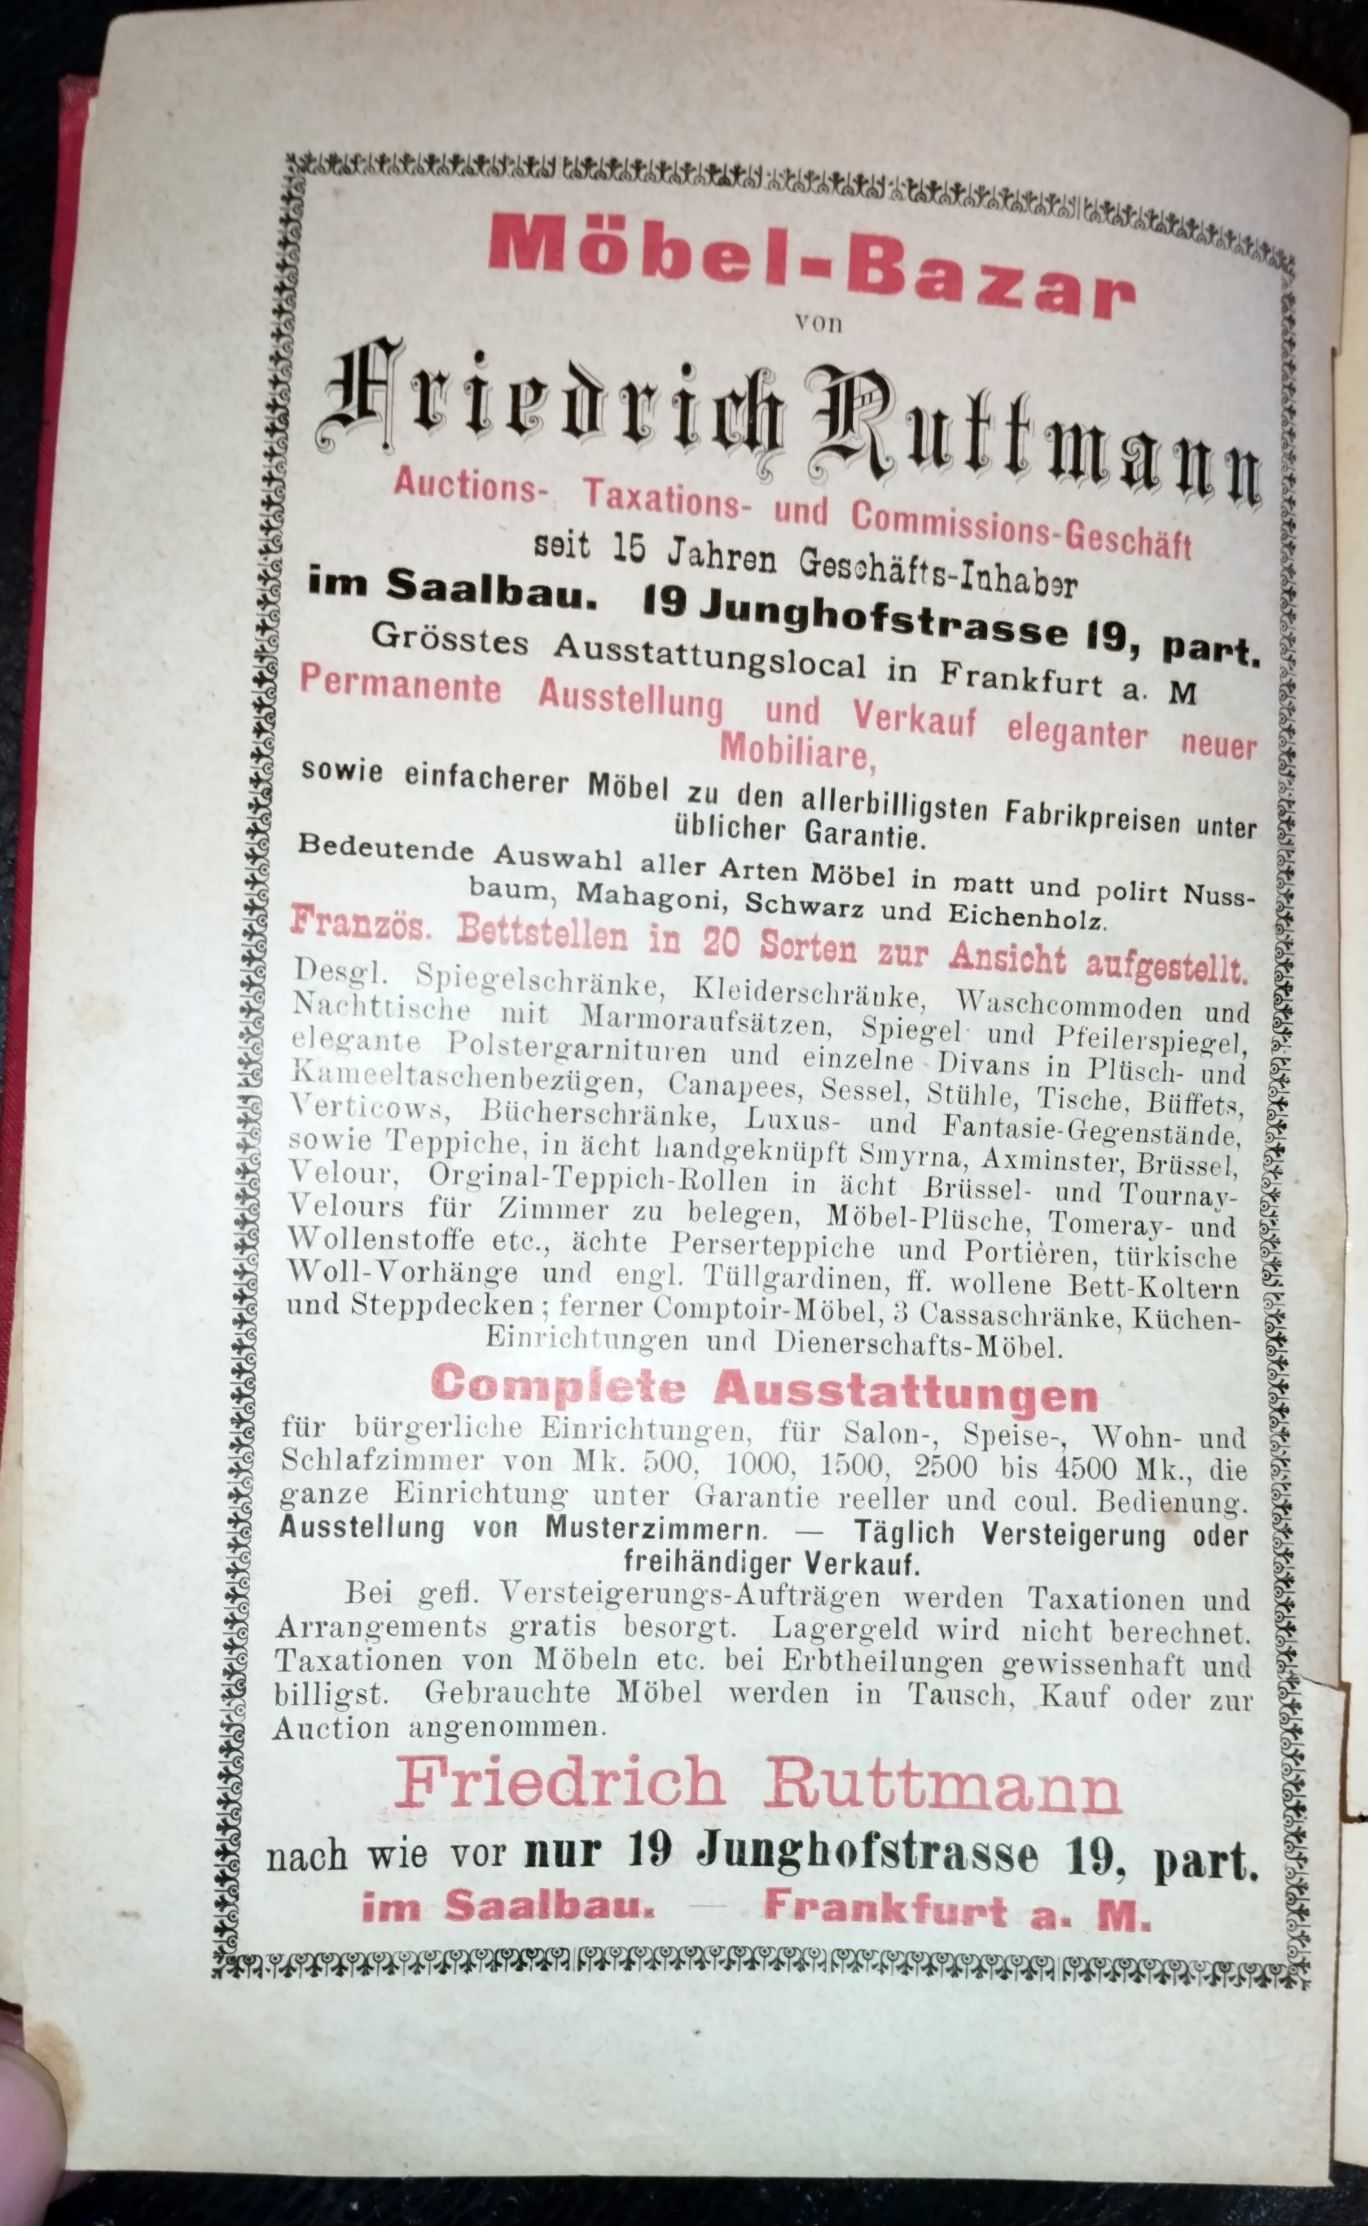 Möbel-Bazar
von
Friedrich Ruttmann
Auctions- Taxations- und Commissions-Geschäft
seit 15 Jahren Geschäfts-Inhaber
im Saalbau. 19 Junghofstrasse 19, part.
Grösstes Ausstattungslocal in Frankfurt a. M
Permanente Ausstellung und Verkauf eleganter neuer
Mobiliare,
sowie einfacherer Möbel zu den allerbilligsten Fabrikpreisen unter
üblicher Garantie.
Bedeutende Auswahl aller Arten Möbel in matt und polirt Nuss-
baum, Mahagoni, Schwarz und Eichenholz.
Französ. Bettstellen in 20 Sorten zur Ansicht aufgestellt.
Desgl. Spiegelschränke, Kleiderschränke, Waschcommoden und
Nachttische mit Marmoraufsätzen, Spiegel und Pfeilerspiegel,
elegante Polstergarnituren und einzelne Divans in Plüsch- und
Kameeltaschenbezügen, Canapees, Sessel, Stühle, Tische, Büffets,
Verticows, Bücherschränke, Luxus- und Fantasie-Gegenstände,
sowie Teppiche, in ächt handgeknüpft Smyrna, Axminster, Brüssel,
Velour, Orginal-Teppich-Rollen in ächt Brüssel- und Tournay-
Velours für Zimmer zu belegen, Möbel-Plüsche, Tomeray- und
Wollenstoffe etc., ächte Perserteppiche und Portièren, türkische
Woll-Vorhänge und engl. Tüllgardinen, ff. wollene Bett-Koltern
und Steppdecken; ferner Comptoir-Möbel, 3 Cassaschränke, Küchen-
Einrichtungen und Dienerschafts-Möbel.
Complete Ausstattungen
für bürgerliche Einrichtungen, für Salon-, Speise-, Wohn- und
Schlafzimmer von Mk. 500, 1000, 1500, 2500 bis 4500 Mk., die
ganze Einrichtung unter Garantie reeller und coul. Bedienung.
Ausstellung von Musterzimmern. — Täglich Versteigerung oder
freihändiger Verkauf.
Bei gefl. Versteigerungs-Aufträgen werden Taxationen und
Arrangements gratis besorgt. Lagergeld wird nicht berechnet.
Taxationen von Möbeln etc. bei Erbtheilungen gewissenhaft und
billigst. Gebrauchte Möbel werden in Tausch, Kauf oder zur
Auction angenommen.
Friedrich Ruttmann
nach wie vor nur 19 Junghofstrasse 19, part.
im Saalbau. — Frankfurt a. M.